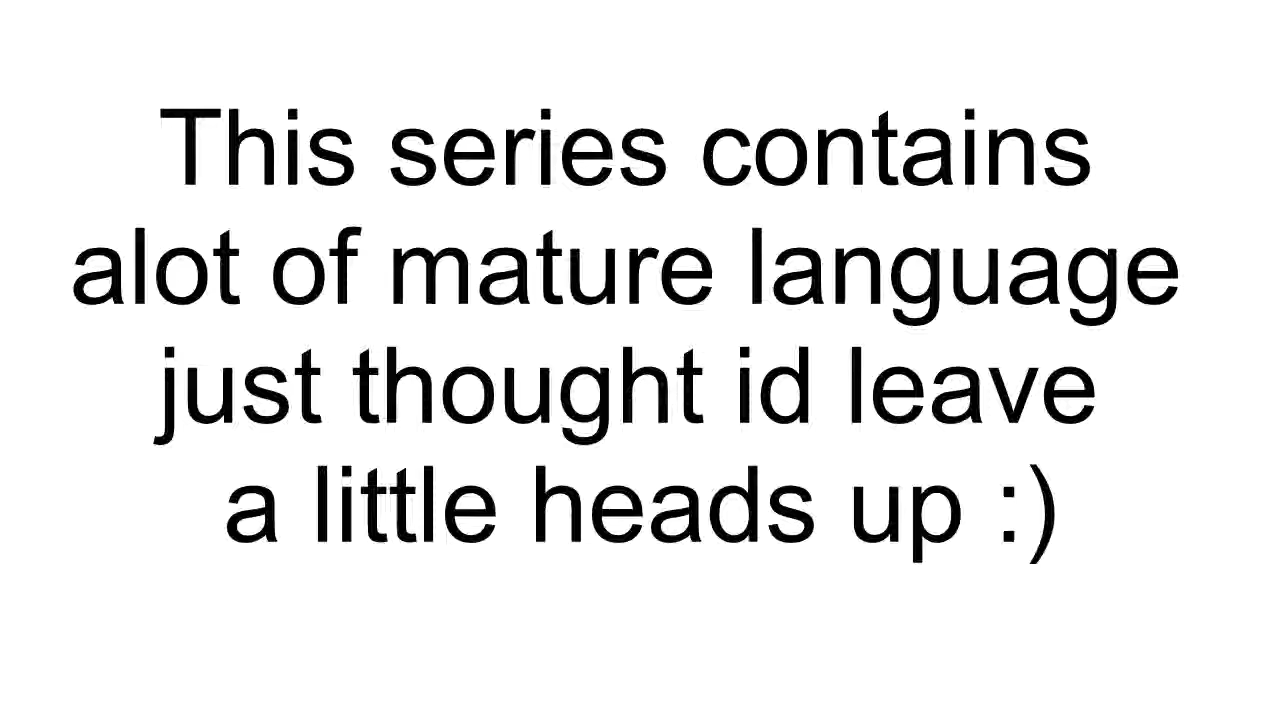 This series contains
alot of mature language
just thought id leave
a little heads up :)